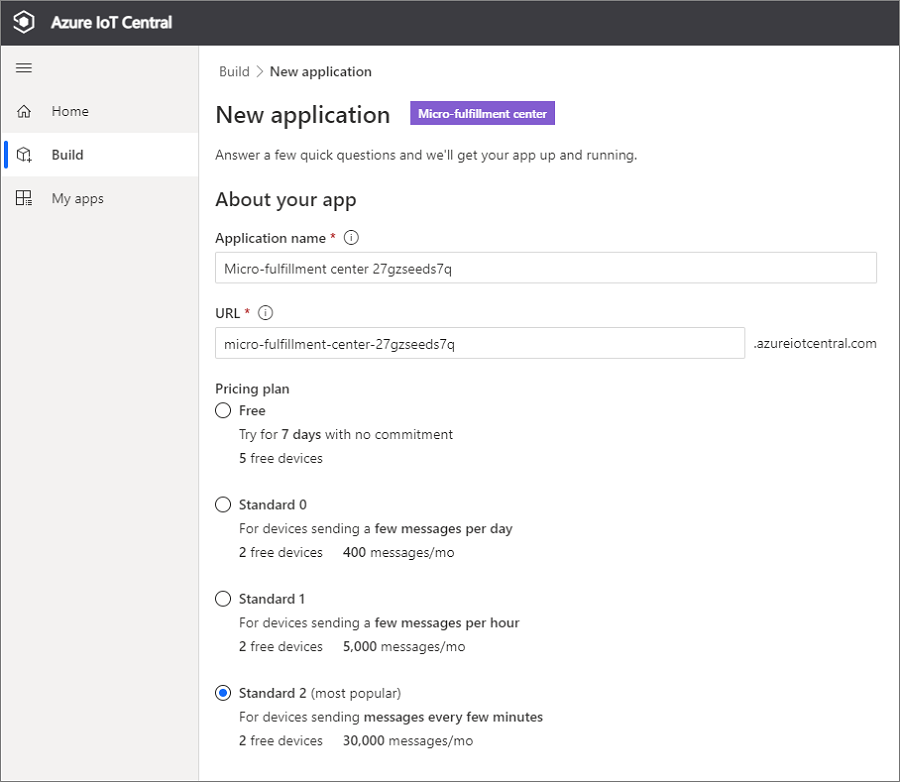 Azure IoT Central
Home
Build
My apps
Build > New application
New application Micro-fulfillment center
Answer a few quick questions and we'll get your app up and running.
About your app
Application name *
Micro-fulfillment center 27gzseeds7q
URL *
micro-fulfillment-center-27gzseeds7q .azureiotcentral.com
Pricing plan
Free
Try for 7 days with no commitment
5 free devices
Standard 0
For devices sending a few messages per day
2 free devices 400 messages/mo
Standard 1
For devices sending a few messages per hour
2 free devices 5,000 messages/mo
Standard 2 (most popular)
For devices sending messages every few minutes
2 free devices 30,000 messages/mo